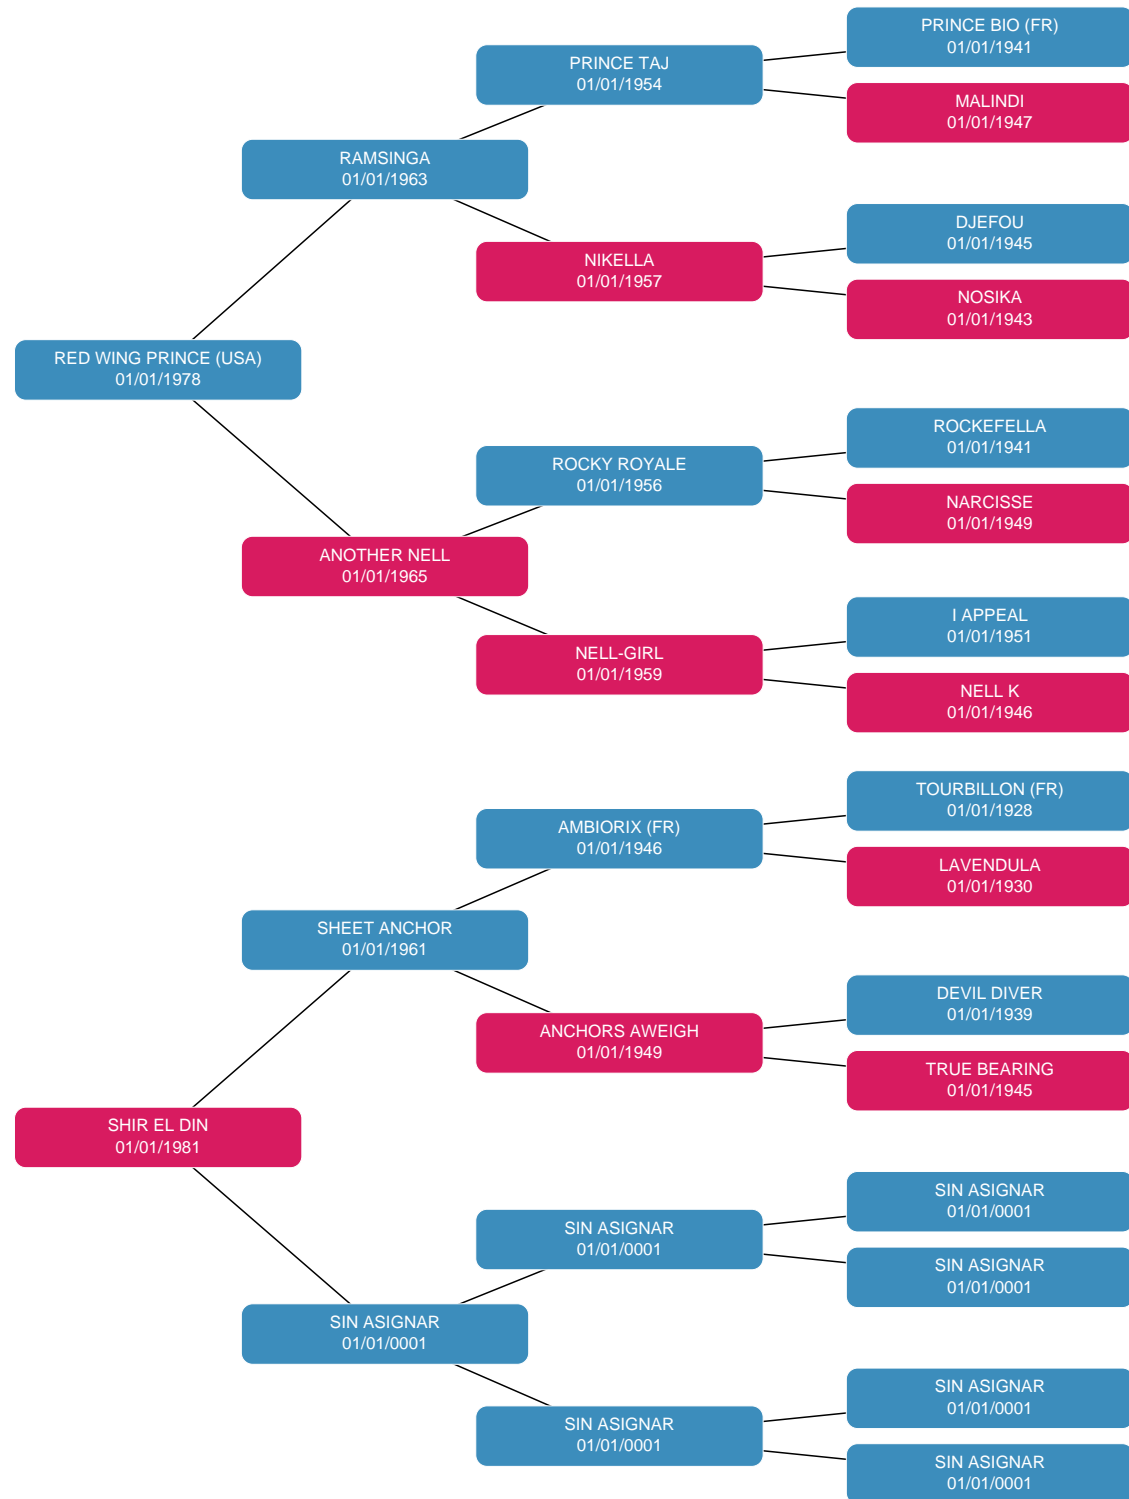 PRINCE BIO (FR)
01/01/1941
PRINCE TAJ
01/01/1954
MALINDI
01/01/1947
RAMSINGA
01/01/1963
DJEFOU
01/01/1945
NIKELLA
01/01/1957
NOSIKA
01/01/1943
RED WING PRINCE (USA)
01/01/1978
ROCKEFELLA
01/01/1941
ROCKY ROYALE
01/01/1956
NARCISSE
01/01/1949
ANOTHER NELL
01/01/1965
I APPEAL
01/01/1951
NELL-GIRL
01/01/1959
NELL K
01/01/1946
TOURBILLON (FR)
01/01/1928
AMBIORIX (FR)
01/01/1946
LAVENDULA
01/01/1930
SHEET ANCHOR
01/01/1961
DEVIL DIVER
01/01/1939
ANCHORS AWEIGH
01/01/1949
TRUE BEARING
01/01/1945
SHIR EL DIN
01/01/1981
SIN ASIGNAR
01/01/0001
SIN ASIGNAR
01/01/0001
SIN ASIGNAR
01/01/0001
SIN ASIGNAR
01/01/0001
SIN ASIGNAR
01/01/0001
SIN ASIGNAR
01/01/0001
SIN ASIGNAR
01/01/0001